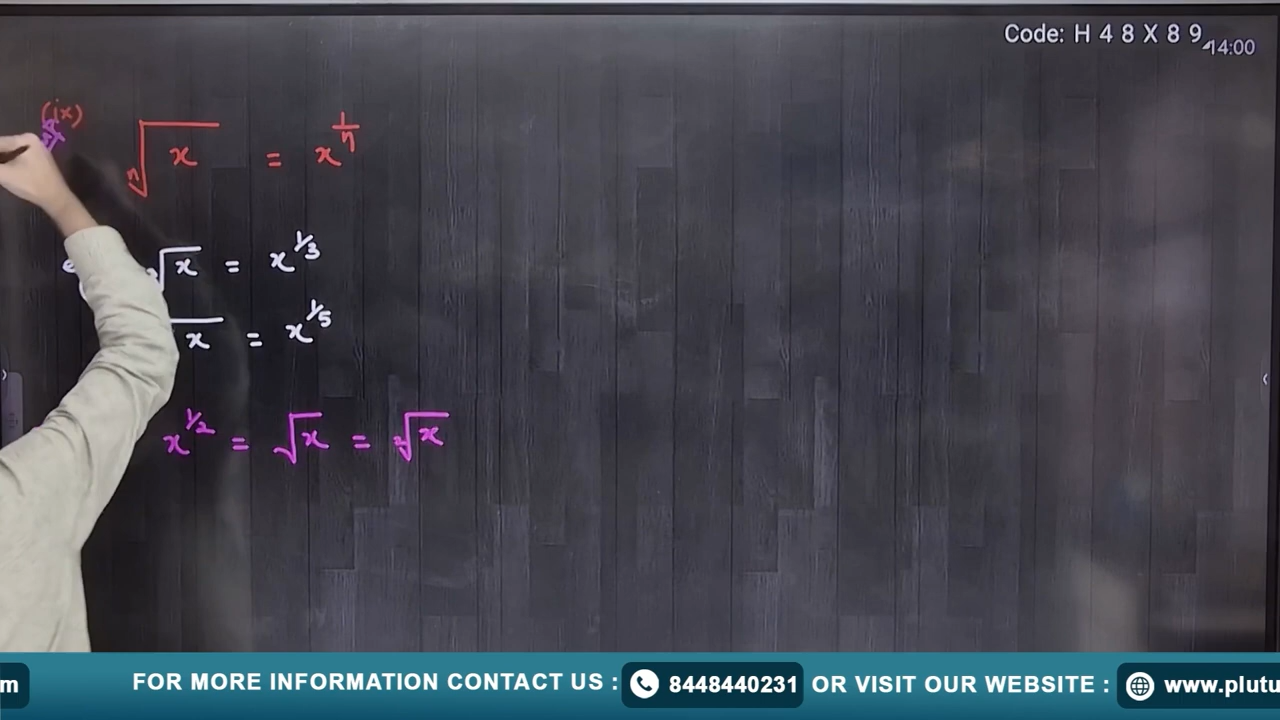 Code: H 4 8 X 8 9
14:00
(ix)
ⁿ√x = x^(1/n)
√x = x^(1/3)
x = x^(1/5)
x^(1/2) = √x = ²√x
m FOR MORE INFORMATION CONTACT US : 8448440231 OR VISIT OUR WEBSITE : www.plutu